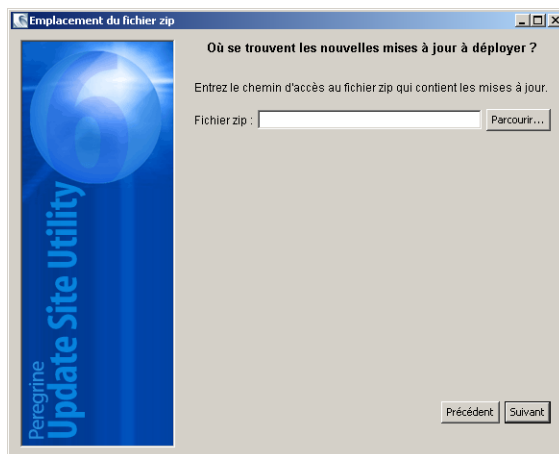 Emplacement du fichier zip
Où se trouvent les nouvelles mises à jour à déployer ?
Entrez le chemin d'accès au fichier zip qui contient les mises à jour.
Fichier zip :
Parcourir...
6
Peregrine
Update Site Utility
Précédent
Suivant